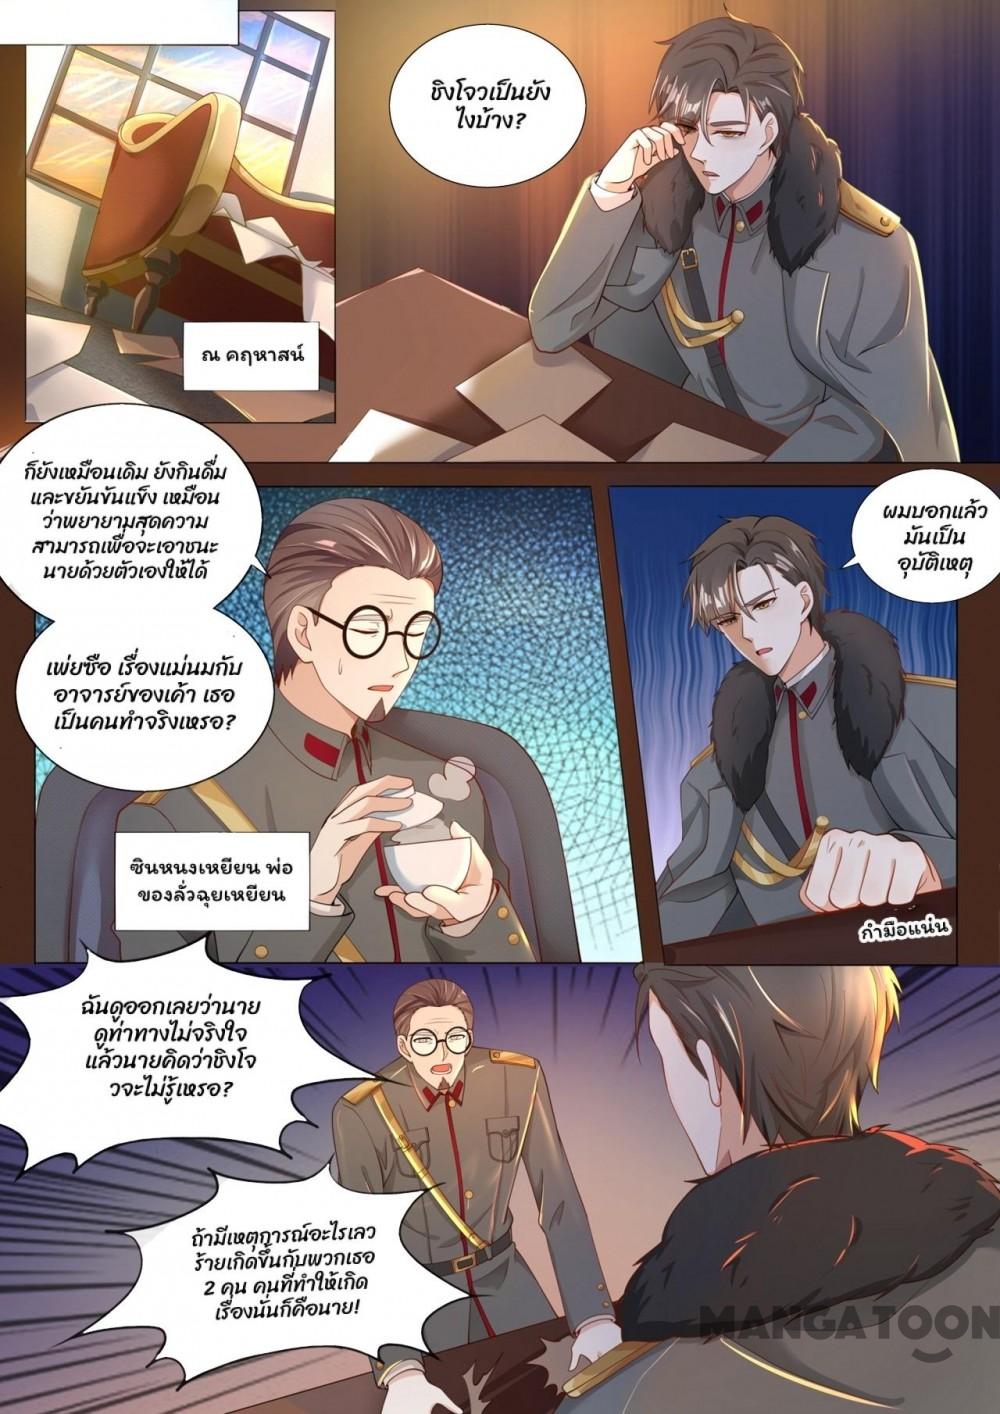 ชิงโจวเป็นยัง
ไงบ้าง?
ณ คฤหาสน์
ก็ยังเหมือนเดิม ยังกินดื่ม
และขยันขันแข็ง เหมือน
ว่าพยายามสุดความ
สามารถเพื่อจะเอาชนะ
นายด้วยตัวเองให้ได้
เพ่ยซือ เรื่องแม่นมกับ
อาจารย์ของเค้า เธอ
เป็นคนทำจริงเหรอ?
ซินหนงเหยียน พ่อ
ของลั่วฉุยเหยียน
ผมบอกแล้ว
มันเป็น
อุบัติเหตุ
กำมือแน่น
ฉันดูออกเลยว่านาย
ดูท่าทางไม่จริงใจ
แล้วนายคิดว่าชิงโจ
วจะไม่รู้เหรอ?
ถ้ามีเหตุการณ์อะไรเลว
ร้ายเกิดขึ้นกับพวกเธอ
2 คน คนที่ทำให้เกิด
เรื่องนั่นก็คือนาย!
MANGATOON